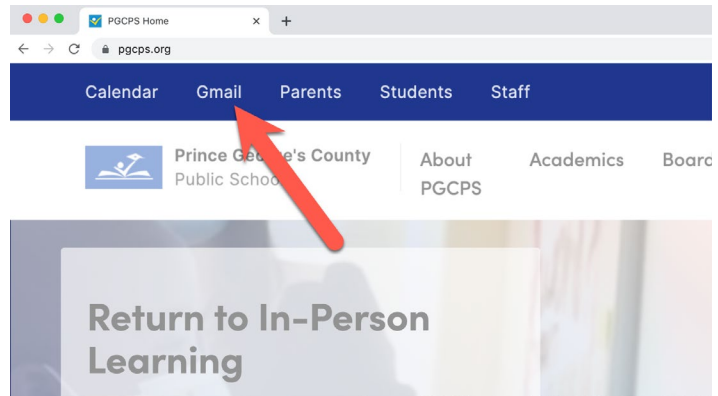 PGCPS Home
pgcps.org
Calendar Gmail Parents Students Staff
Prince County
Public
About
PGCPS
Academics
Board
Return to In-Person
Learning